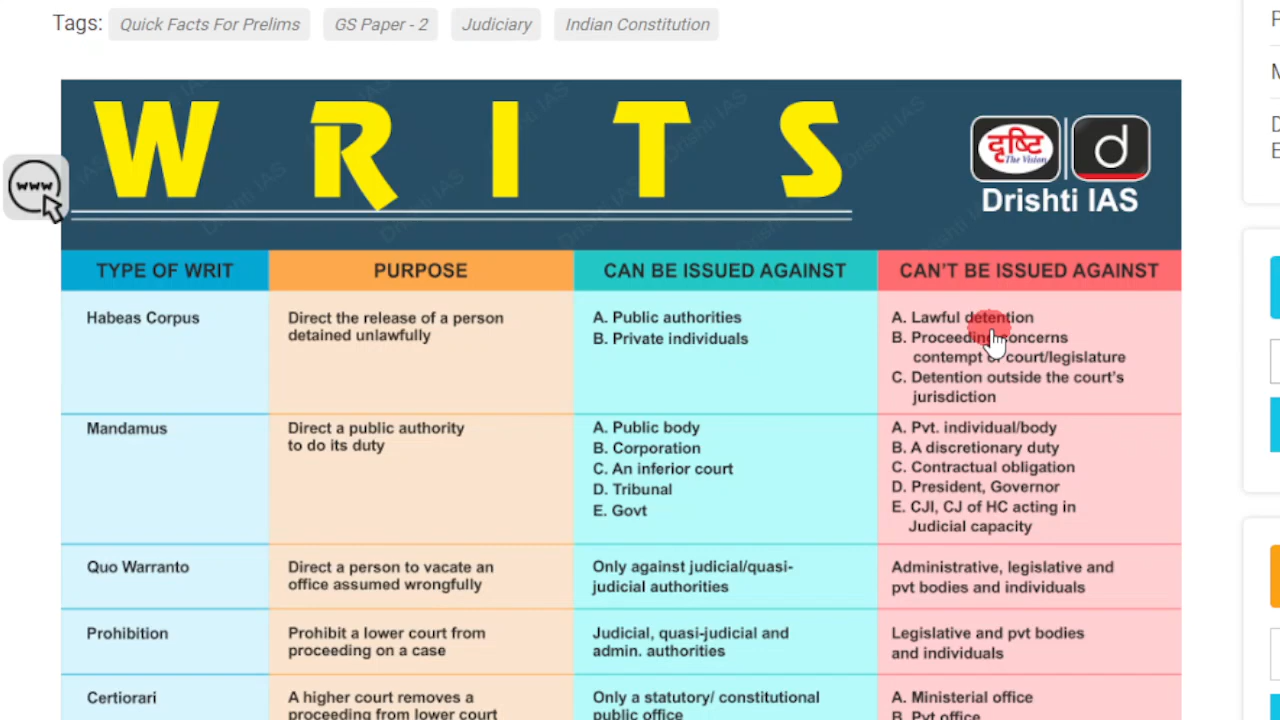 Tags: Quick Facts For Prelims GS Paper - 2 Judiciary Indian Constitution
WRITS
दृष्टि
The Vision
d
Drishti IAS
www
TYPE OF WRIT
PURPOSE
CAN BE ISSUED AGAINST
CAN'T BE ISSUED AGAINST
Habeas Corpus
Direct the release of a person
detained unlawfully
A. Public authorities
B. Private individuals
A. Lawful detention
B. Proceeding concerns
contempt of court/legislature
C. Detention outside the court's
jurisdiction
Mandamus
Direct a public authority
to do its duty
A. Public body
B. Corporation
C. An inferior court
D. Tribunal
E. Govt
A. Pvt. individual/body
B. A discretionary duty
C. Contractual obligation
D. President, Governor
E. CJI, CJ of HC acting in
Judicial capacity
Quo Warranto
Direct a person to vacate an
office assumed wrongfully
Only against judicial/quasi-
judicial authorities
Administrative, legislative and
pvt bodies and individuals
Prohibition
Prohibit a lower court from
proceeding on a case
Judicial, quasi-judicial and
admin. authorities
Legislative and pvt bodies
and individuals
Certiorari
A higher court removes a
proceeding from lower court
Only a statutory/ constitutional
public office
A. Ministerial office
B. Pvt office